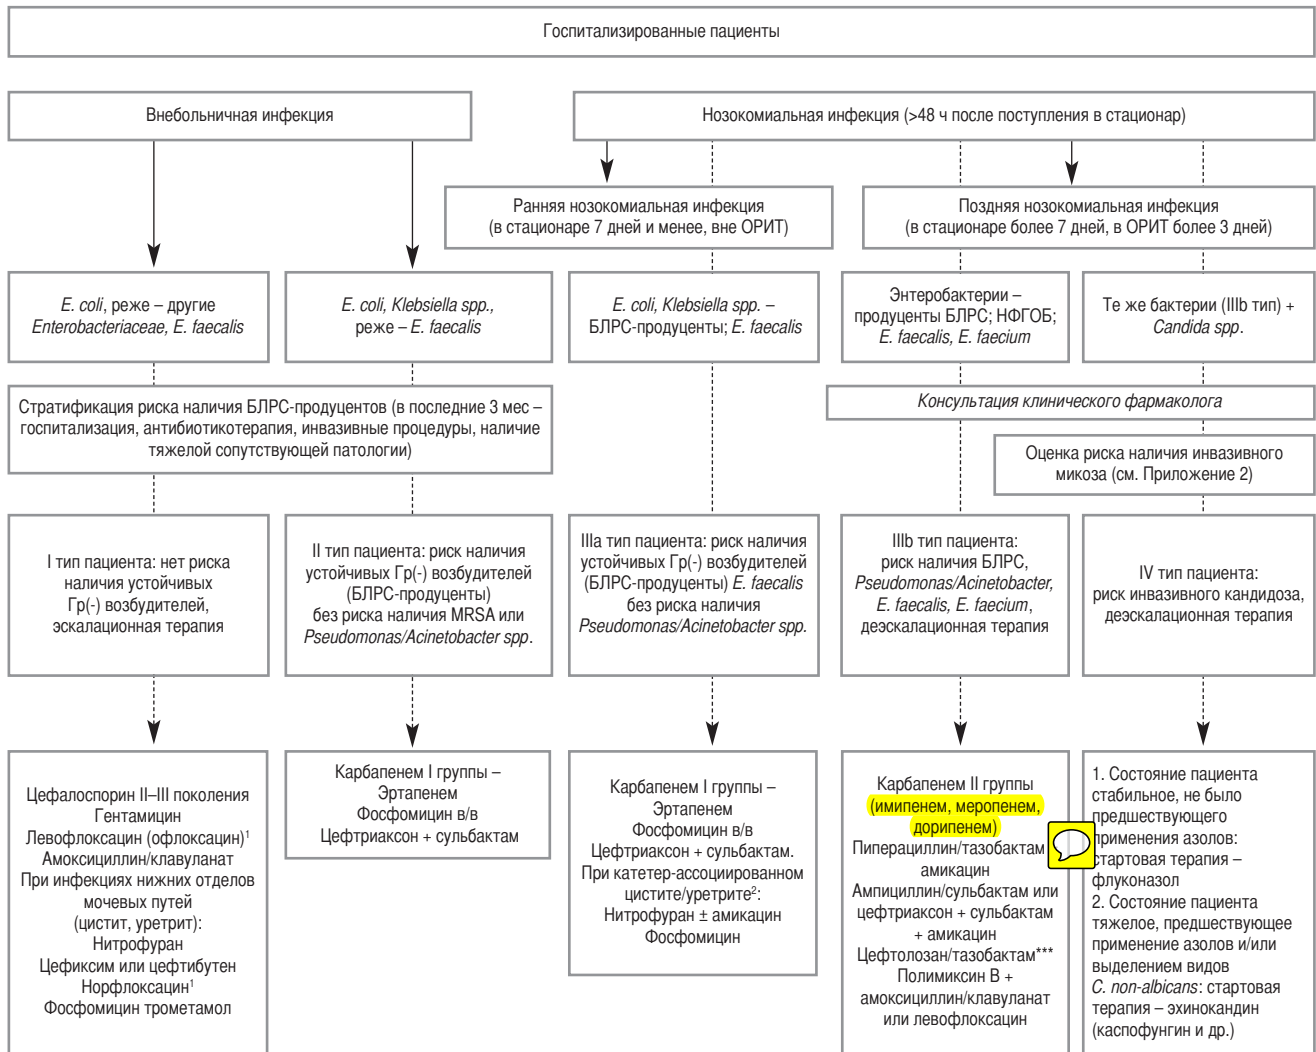 Госпитализированные пациенты
Внебольничная инфекция
Нозокомиальная инфекция (>48 ч после поступления в стационар)
Ранняя нозокомиальная инфекция
(в стационаре 7 дней и менее, вне ОРИТ)
Поздняя нозокомиальная инфекция
(в стационаре более 7 дней, в ОРИТ более 3 дней)
E. coli, реже – другие
Enterobacteriaceae, E. faecalis
E. coli, Klebsiella spp.,
реже – E. faecalis
E. coli, Klebsiella spp. –
БЛРС-продуценты; E. faecalis
Энтеробактерии –
продуценты БЛРС; НФГОБ;
E. faecalis, E. faecium
Те же бактерии (IIIb тип) +
Candida spp.
Стратификация риска наличия БЛРС-продуцентов (в последние 3 мес –
госпитализация, антибиотикотерапия, инвазивные процедуры, наличие
тяжелой сопутствующей патологии)
Консультация клинического фармаколога
Оценка риска наличия инвазивного
микоза (см. Приложение 2)
I тип пациента: нет риска
наличия устойчивых
Гр(-) возбудителей,
эскалационная терапия
II тип пациента: риск наличия
устойчивых Гр(-) возбудителей
(БЛРС-продуценты)
без риска наличия MRSA или
Pseudomonas/Acinetobacter spp.
IIIa тип пациента: риск наличия
устойчивых Гр(-) возбудителей
(БЛРС-продуценты) E. faecalis
без риска наличия
Pseudomonas/Acinetobacter spp.
IIIb тип пациента:
риск наличия БЛРС,
Pseudomonas/Acinetobacter,
E. faecalis, E. faecium,
деэскалационная терапия
IV тип пациента:
риск инвазивного кандидоза,
деэскалационная терапия
Цефалоспорин II–III поколения
Гентамицин
Левофлоксацин (офлоксацин)¹
Амоксициллин/клавуланат
При инфекциях нижних отделов
мочевых путей
(цистит, уретрит):
Нитрофуран
Цефиксим или цефтибутен
Норфлоксацин¹
Фосфомицин трометамол
Карбапенем I группы –
Эртапенем
Фосфомицин в/в
Цефтриаксон + сульбактам
Карбапенем I группы –
Эртапенем
Фосфомицин в/в
Цефтриаксон + сульбактам.
При катетер-ассоциированном
цистите/уретрите²:
Нитрофуран ± амикацин
Фосфомицин
Карбапенем II группы
(имипенем, меропенем,
дорипенем)
Пиперациллин/тазобактам
амикацин
Ампициллин/сульбактам или
цефтриаксон + сульбактам
+ амикацин
Цефтолозан/тазобактам***
Полимиксин В +
амоксициллин/клавуланат
или левофлоксацин
1. Состояние пациента
стабильное, не было
предшествующего
применения азолов:
стартовая терапия –
флуконазол
2. Состояние пациента
тяжелое, предшествующее
применение азолов и/или
выделением видов
C. non-albicans: стартовая
терапия – эхинокандин
(каспофунгин и др.)